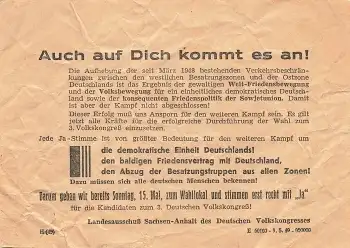 Auch auf Dich kommt es an!
Die Aufhebung der seit März 1948 bestehenden Verkehrsbeschrän-
kungen zwischen den westlichen Besatzungszonen und der Ostzone
Deutschlands ist das Ergebnis der gewaltigen Welt-Friedensbewegung
und der Volksbewegung für ein einheitliches demokratisches Deutsch-
land sowie der konsequenten Friedenspolitik der Sowjetunion. Damit
ist aber der Kampf nicht abgeschlossen!
Dieser Erfolg muß uns Ansporn für den weiteren Kampf sein. Es gilt
jetzt alle Kräfte für die erfolgreiche Durchführung der Wahl zum
3. Volkskongreß einzusetzen.
Jede Ja-Stimme ist von größter Bedeutung für den weiteren Kampf um
die demokratische Einheit Deutschlands!
den baldigen Friedensvertrag mit Deutschland,
den Abzug der Besatzungstruppen aus allen Zonen!
Dazu müssen sich alle deutschen Menschen bekennen!
Darum gehen wir bereits Sonntag, 15. Mai, zum Wahllokal und stimmen erst recht mit „Ja"
für die Kandidaten zum 3. Deutschen Volkskongreß!
Landesausschuß Sachsen-Anhalt des Deutschen Volkskongresses